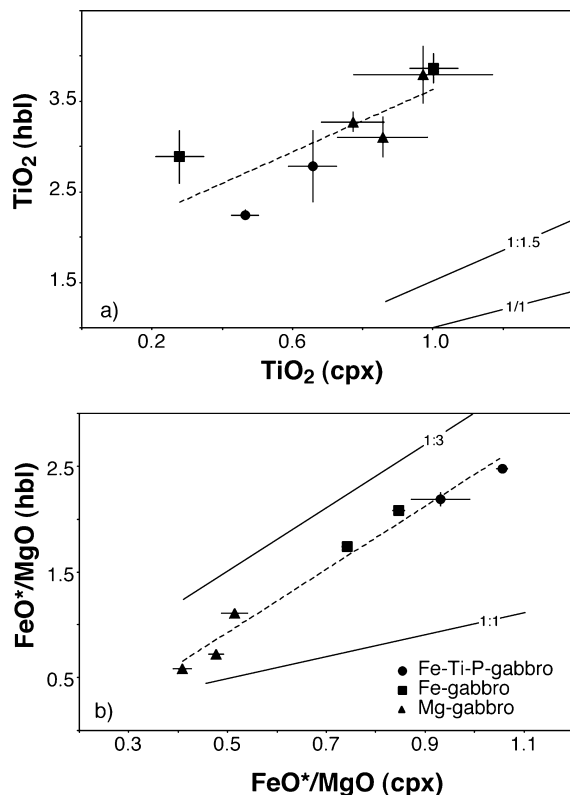 3.5
2.5
1.5
TiO₂ (hbl)
1:1.5
1/1
a)
0.2
0.6
1.0
TiO₂ (cpx)
2.5
1.5
0.5
FeO*/MgO (hbl)
1:3
1:1
Fe-Ti-P-gabbro
Fe-gabbro
Mg-gabbro
b)
0.3
0.5
0.7
0.9
1.1
FeO*/MgO (cpx)